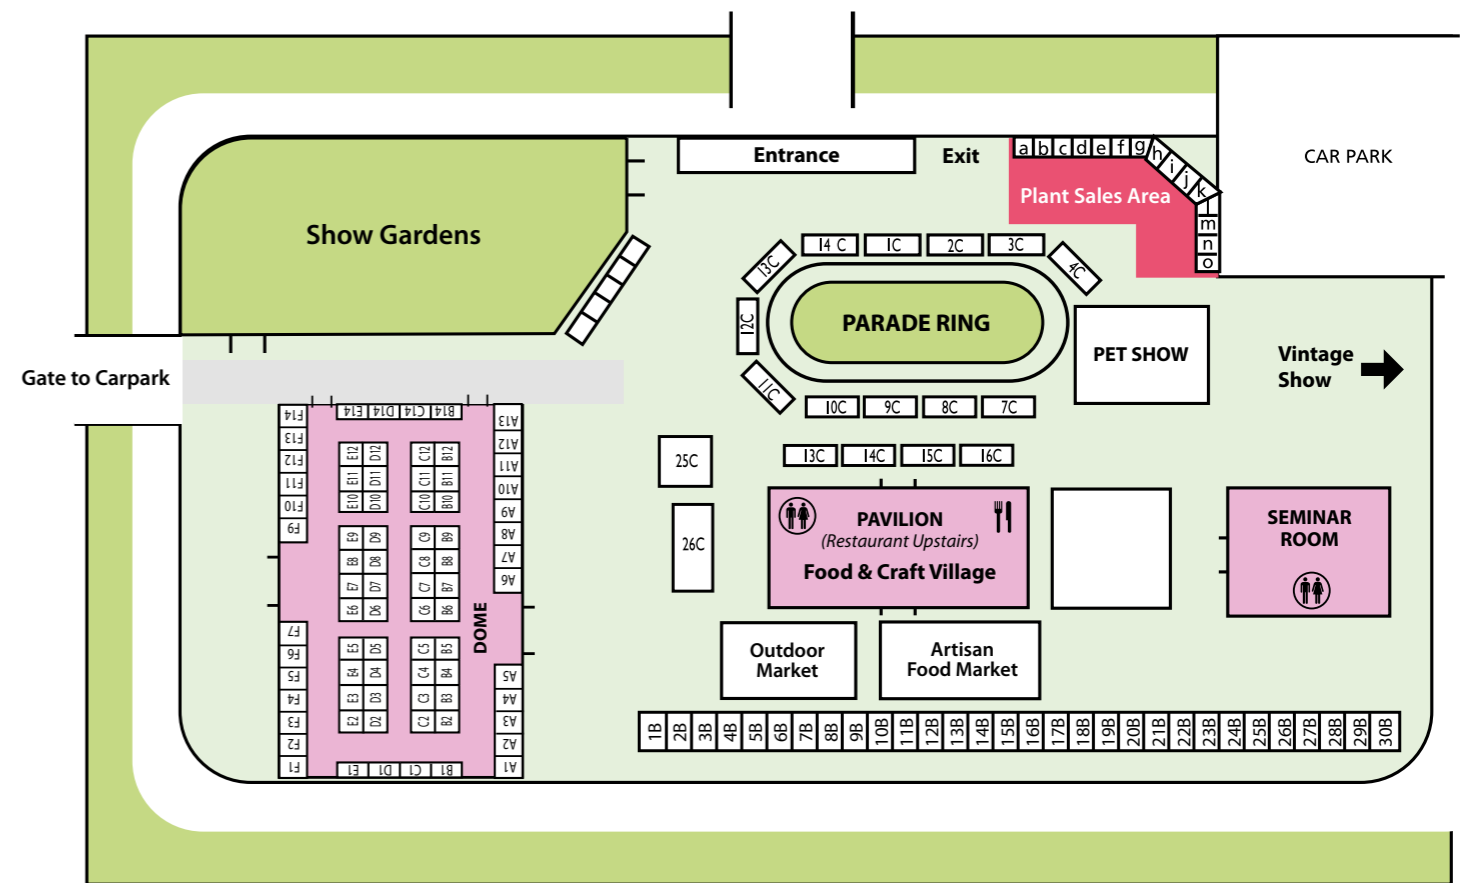 Entrance
Exit
a b c d e f g h i j k l m n o
CAR PARK
Plant Sales Area
Show Gardens
14 C 1C 2C 3C
13C
4C
12C
PARADE RING
11C
PET SHOW
Vintage
Show
Gate to Carpark
10C 9C 8C 7C
13C 14C 15C 16C
25C
26C
PAVILION
(Restaurant Upstairs)
Food & Craft Village
SEMINAR
ROOM
Outdoor
Market
Artisan
Food Market
DOME
F14 F13 F12 F11 F10 F9
F7 F6 F5 F4 F3 F2 F1
E14 D14 C14 B14
A13 A12 A11 A10 A9 A8 A7 A6
A5 A4 A3 A2 A1
E12 D12 C12 B12
E11 D11 C11 B11
E10 D10 C10 B10
E9 D9 C9 B9
E8 D8 C8 B8
E7 D7 C7 B7
E6 D6 C6 B6
E5 D5 C5 B5
E4 D4 C4 B4
E3 D3 C3 B3
E2 D2 C2 B2
E1 D1 C1 B1
1B 2B 3B 4B 5B 6B 7B 8B 9B 10B 11B 12B 13B 14B 15B 16B 17B 18B 19B 20B 21B 22B 23B 24B 25B 26B 27B 28B 29B 30B